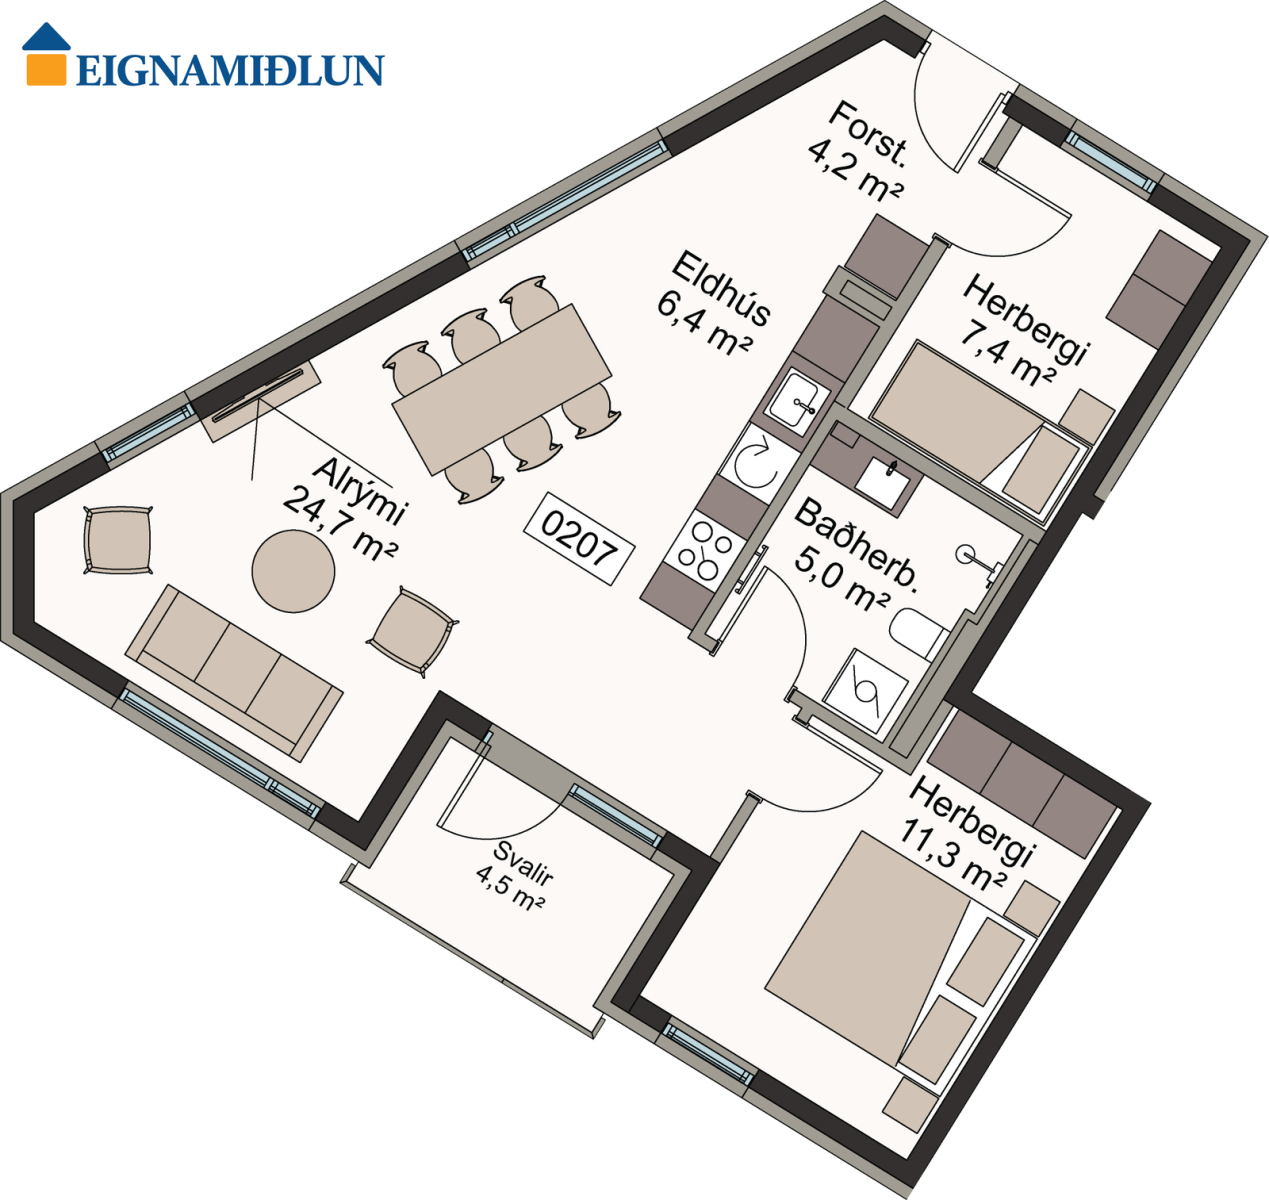 EIGNAMIÐLUN
Forst.
4,2 m²
Eldhús
6,4 m²
Herbergi
7,4 m²
Alrými
24,7 m²
0207
Baðherb.
5,0 m²
Herbergi
11,3 m²
Svalir
4,5 m²